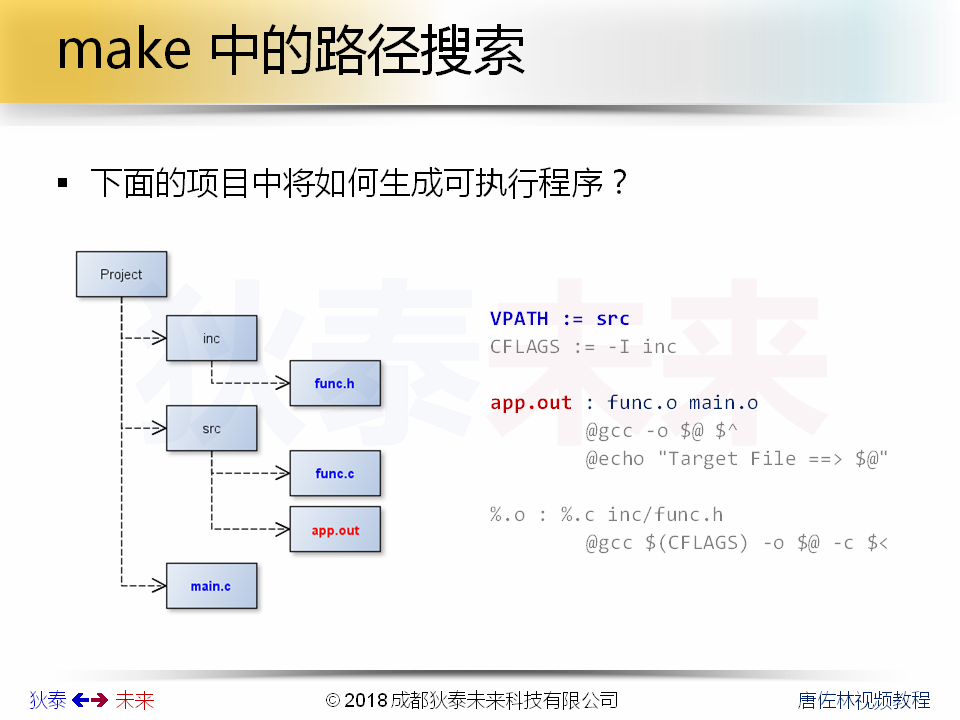 make 中的路径搜索
▪ 下面的项目中将如何生成可执行程序？
Project
inc
func.h
src
func.c
app.out
main.c
狄泰未来
VPATH := src
CFLAGS := -I inc
app.out : func.o main.o
@gcc -o $@ $^
@echo "Target File ==> $@"
%.o : %.c inc/func.h
@gcc $(CFLAGS) -o $@ -c $<
狄泰 未来
© 2018 成都狄泰未来科技有限公司
唐佐林视频教程